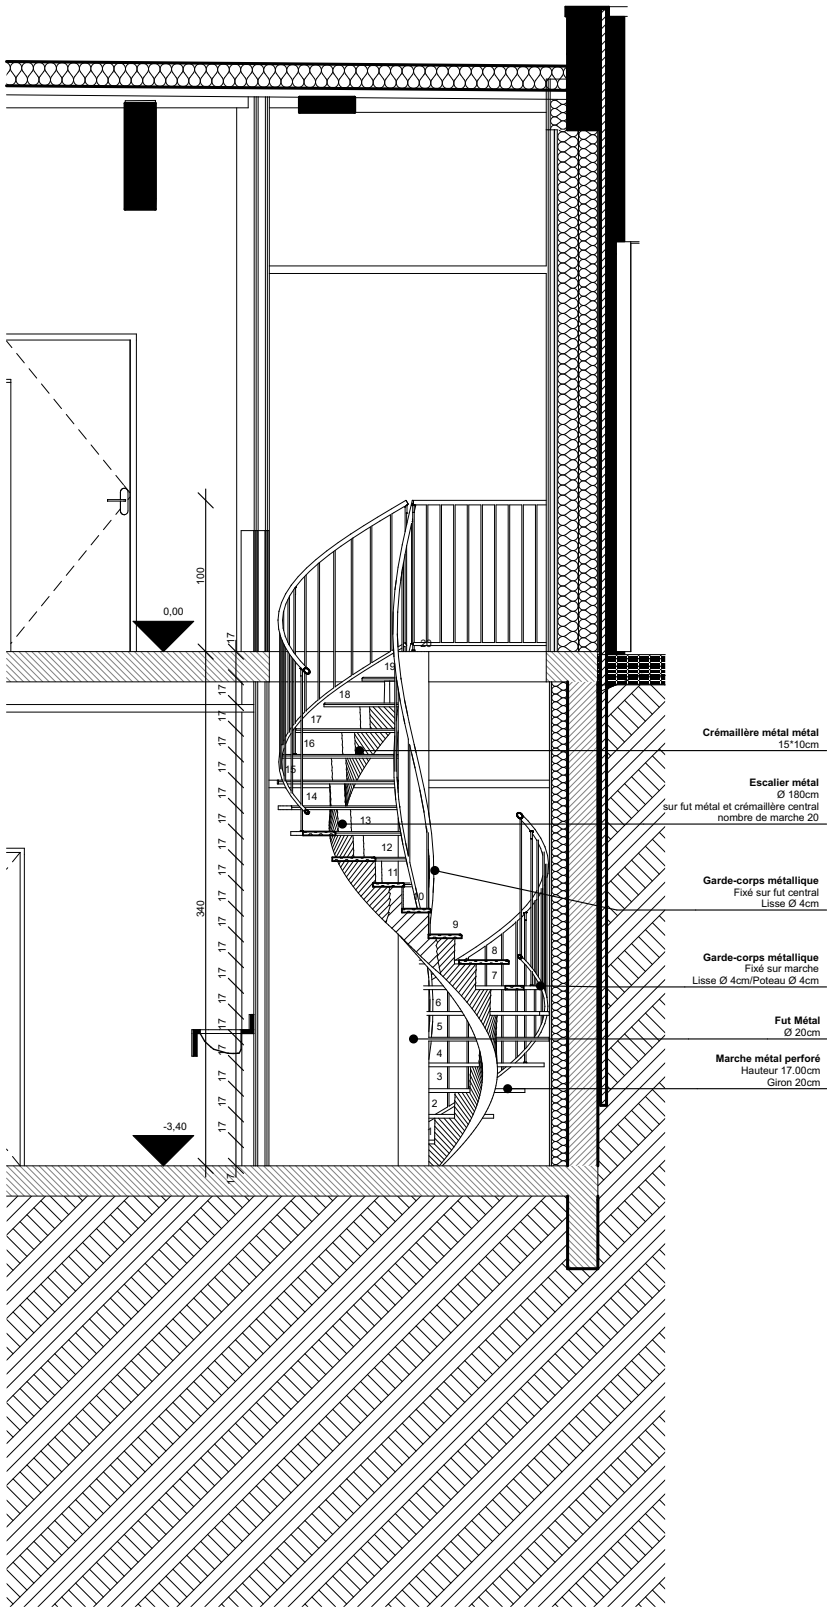 100
0,00
17
20
19
17
18
17
17
17
16
Crémaillère métal métal
15*10cm
17
15
Escalier métal
Ø 180cm
sur fut métal et crémaillère central
nombre de marche 20
17
14
17
13
17
12
17
11
Garde-corps métallique
Fixé sur fut central
Lisse Ø 4cm
17
10
340
17
9
17
8
Garde-corps métallique
Fixé sur marche
Lisse Ø 4cm/Poteau Ø 4cm
17
7
17
6
17
5
Fut Métal
Ø 20cm
17
4
Marche métal perforé
Hauteur 17.00cm
Giron 20cm
17
3
17
2
17
-3,40
17
1
17